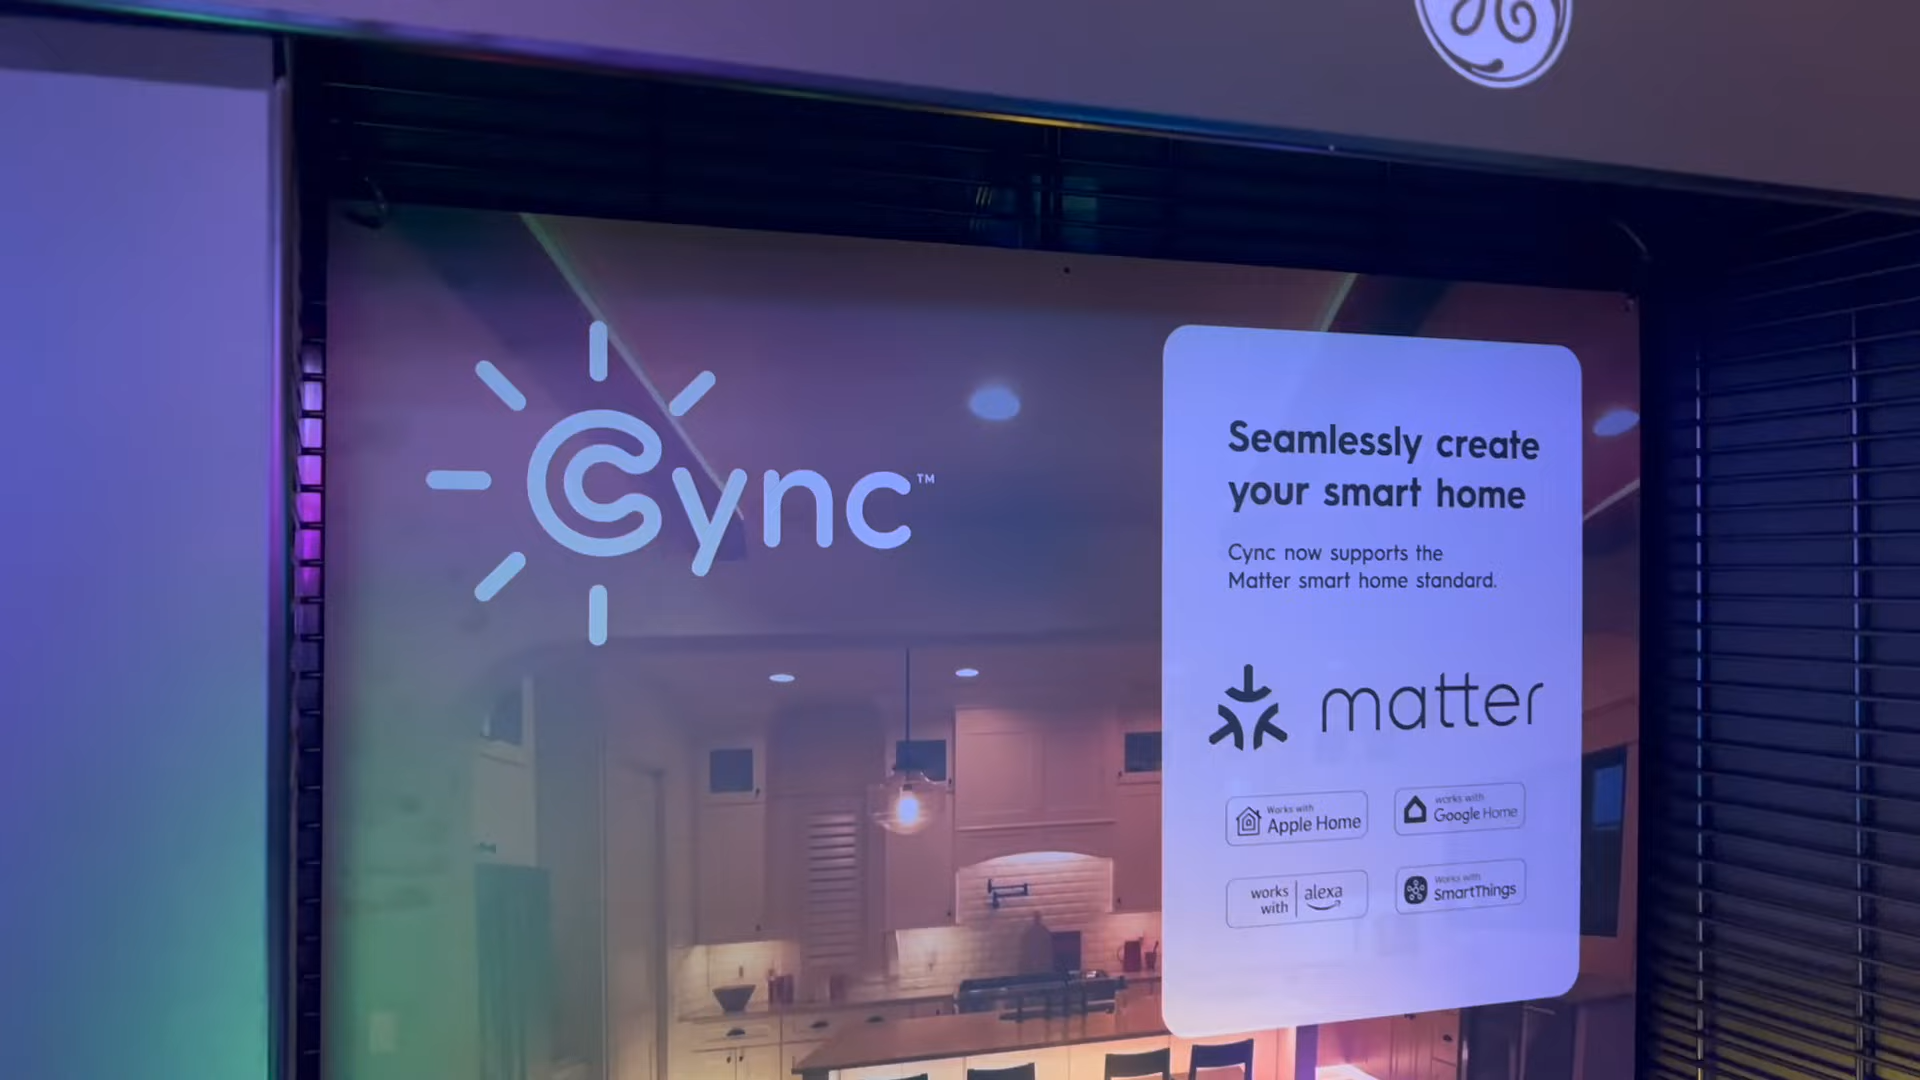 Cync™
Seamlessly create
your smart home
Cync now supports the
Matter smart home standard.
matter
Works with
Apple Home
works with
Google Home
works
with
alexa
Works with
SmartThings